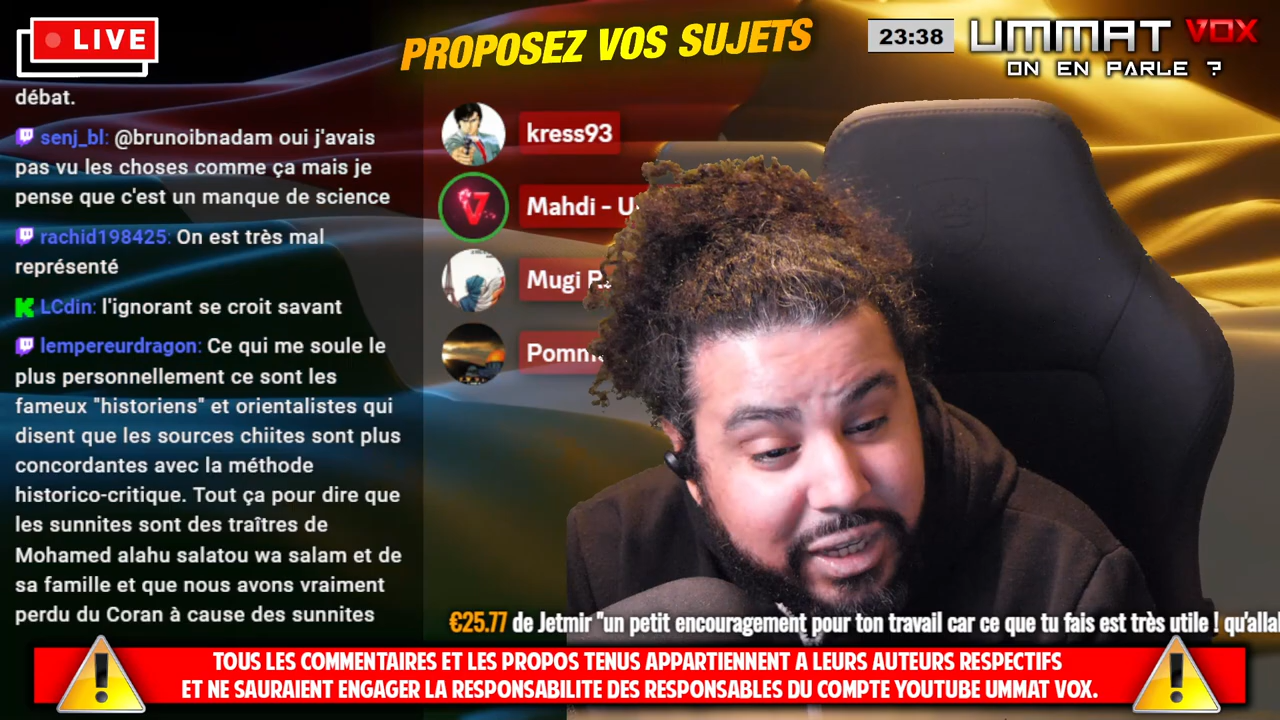 LIVE
PROPOSEZ VOS SUJETS
23:38
UMMAT VOX
ON EN PARLE ?
débat.
senj_bl: @brunoibnadam oui j'avais
pas vu les choses comme ça mais je
pense que c'est un manque de science
rachid198425: On est très mal
représenté
LCdin: l'ignorant se croit savant
lempereurdragon: Ce qui me soule le
plus personnellement ce sont les
fameux "historiens" et orientalistes qui
disent que les sources chiites sont plus
concordantes avec la méthode
historico-critique. Tout ça pour dire que
les sunnites sont des traîtres de
Mohamed alahu salatou wa salam et de
sa famille et que nous avons vraiment
perdu du Coran à cause des sunnites
kress93
Mahdi - U
Mugi
€25.77 de Jetmir "un petit encouragement pour ton travail car ce que tu fais est très utile !
TOUS LES COMMENTAIRES ET LES PROPOS TENUS APPARTIENNENT A LEURS AUTEURS RESPECTIFS
ET NE SAURAIENT ENGAGER LA RESPONSABILITE DES RESPONSABLES DU COMPTE YOUTUBE UMMAT VOX.